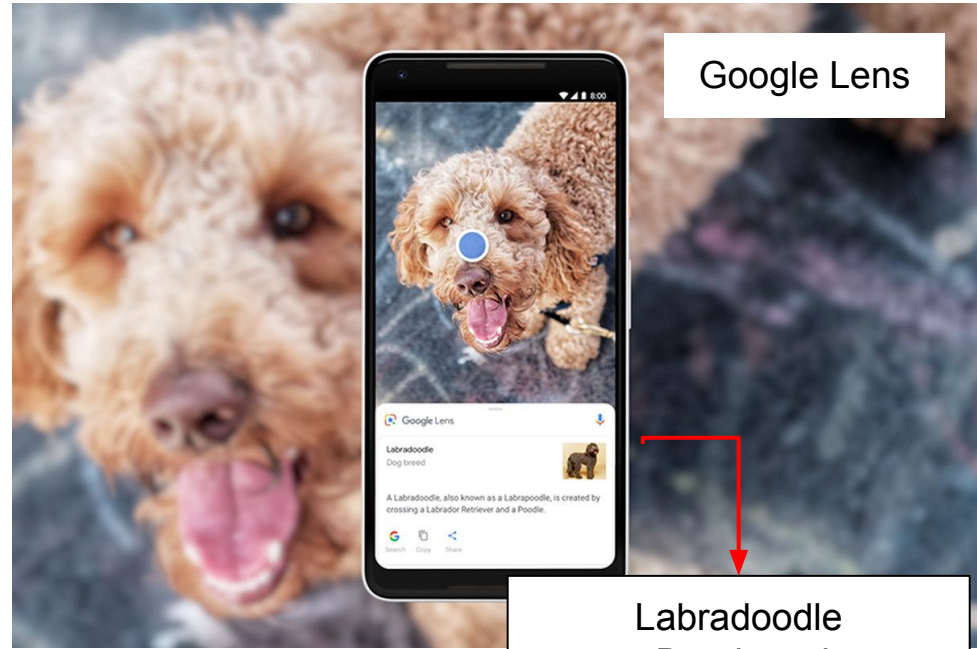 Google Lens
8:00
Google Lens
Labradoodle
Dog breed
A Labradoodle, also known as a Labrapoodle, is created by
crossing a Labrador Retriever and a Poodle.
Search Copy Share
Labradoodle